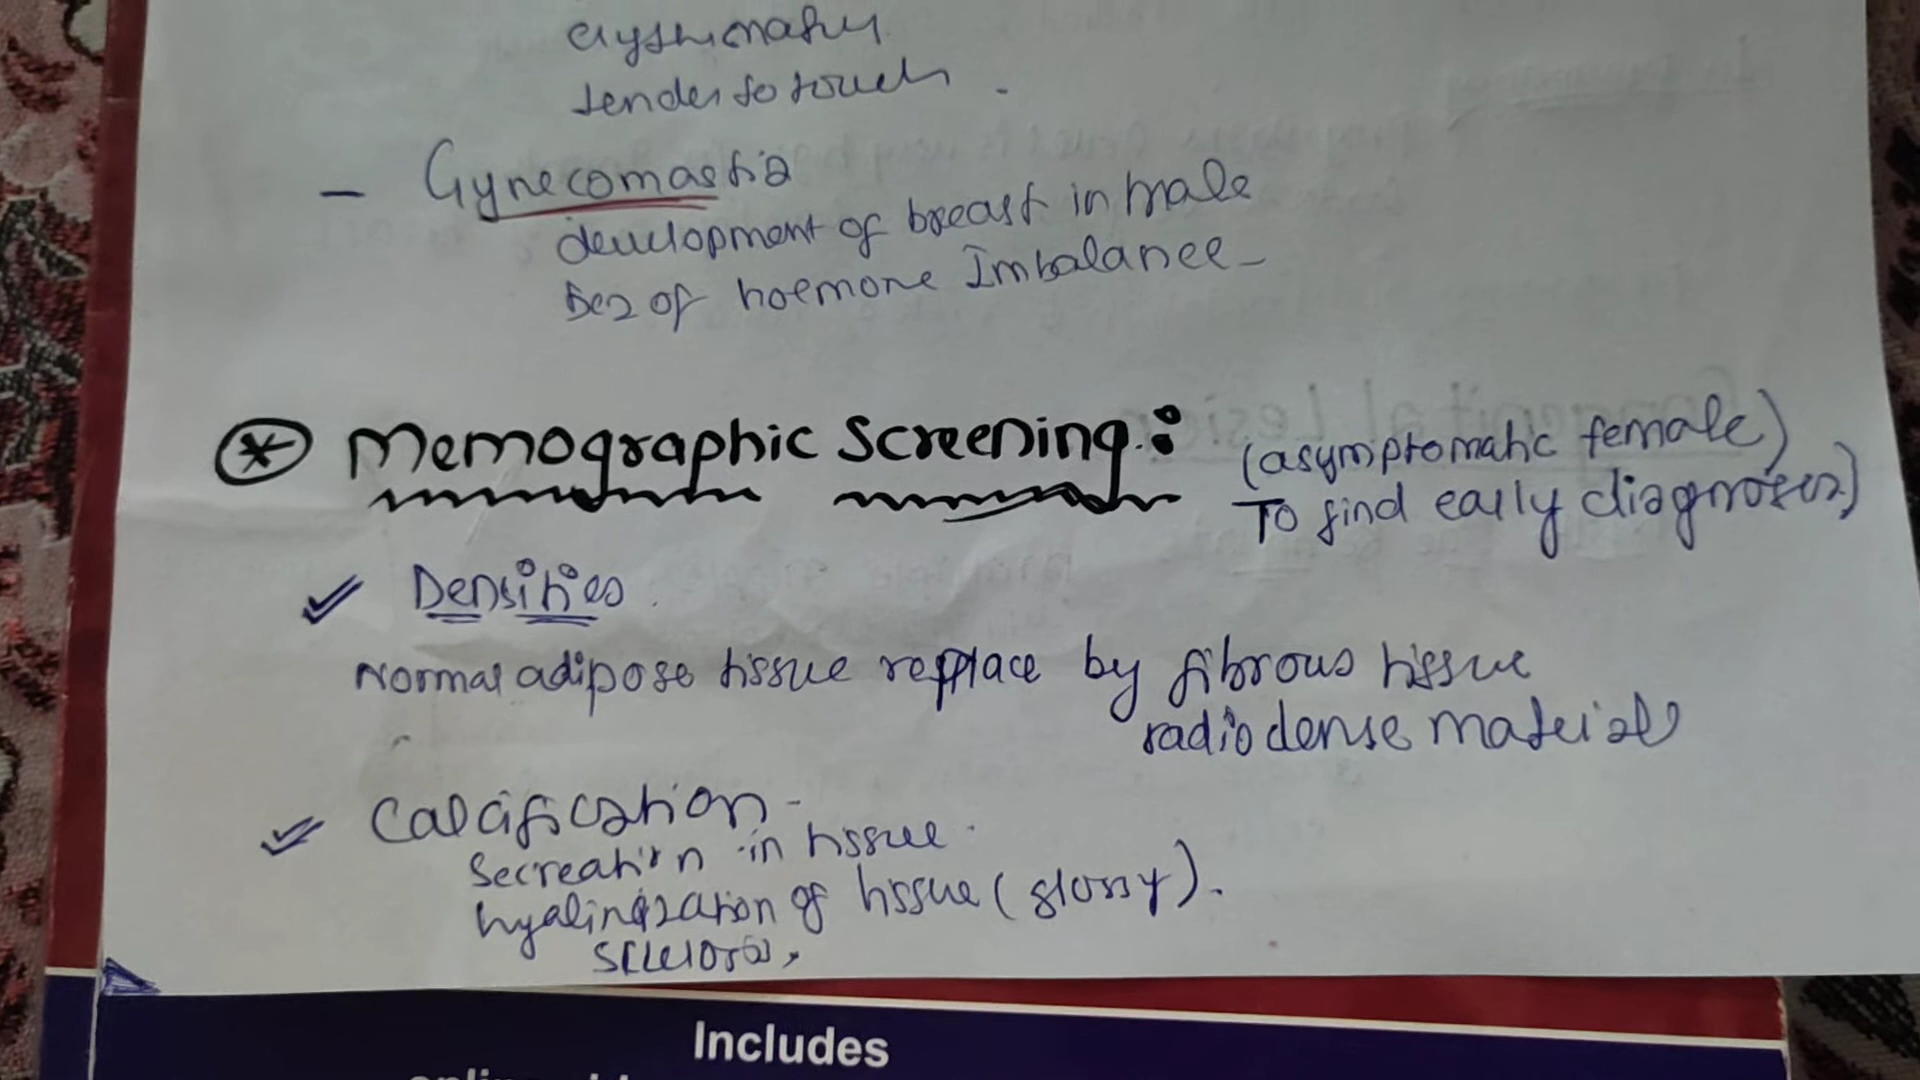 tender to touch.
- Gynecomastia
development of breast in male
bcz of hormone Imbalance -
* Memographic Screening: (asymptomatic female)
To find early diagnosis)
✓ Densities.
Normal adipose tissue replace by fibrous tissue
radio dense material
✓ Calcification -
Secreation in tissue.
hyalinization of tissue (glossy).
Sclerosis,
Includes